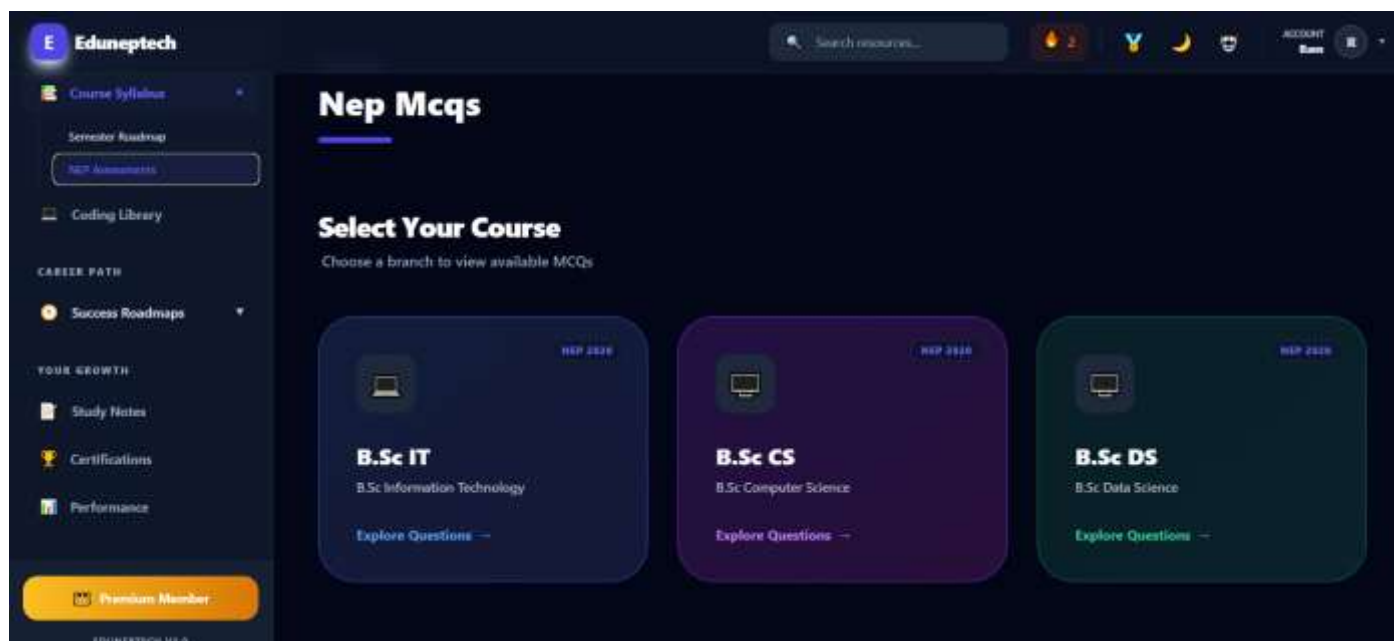 E Eduneptech
Search resources...
2
ACCOUNT
Course Syllabus
Semester Roadmap
NEP Assessments
Coding Library
CAREER PATH
Success Roadmaps
YOUR GROWTH
Study Notes
Certifications
Performance
Premium Member
Nep Mcqs
Select Your Course
Choose a branch to view available MCQs
NEP 2020
B.Sc IT
B.Sc Information Technology
Explore Questions →
NEP 2020
B.Sc CS
B.Sc Computer Science
Explore Questions →
NEP 2020
B.Sc DS
B.Sc Data Science
Explore Questions →